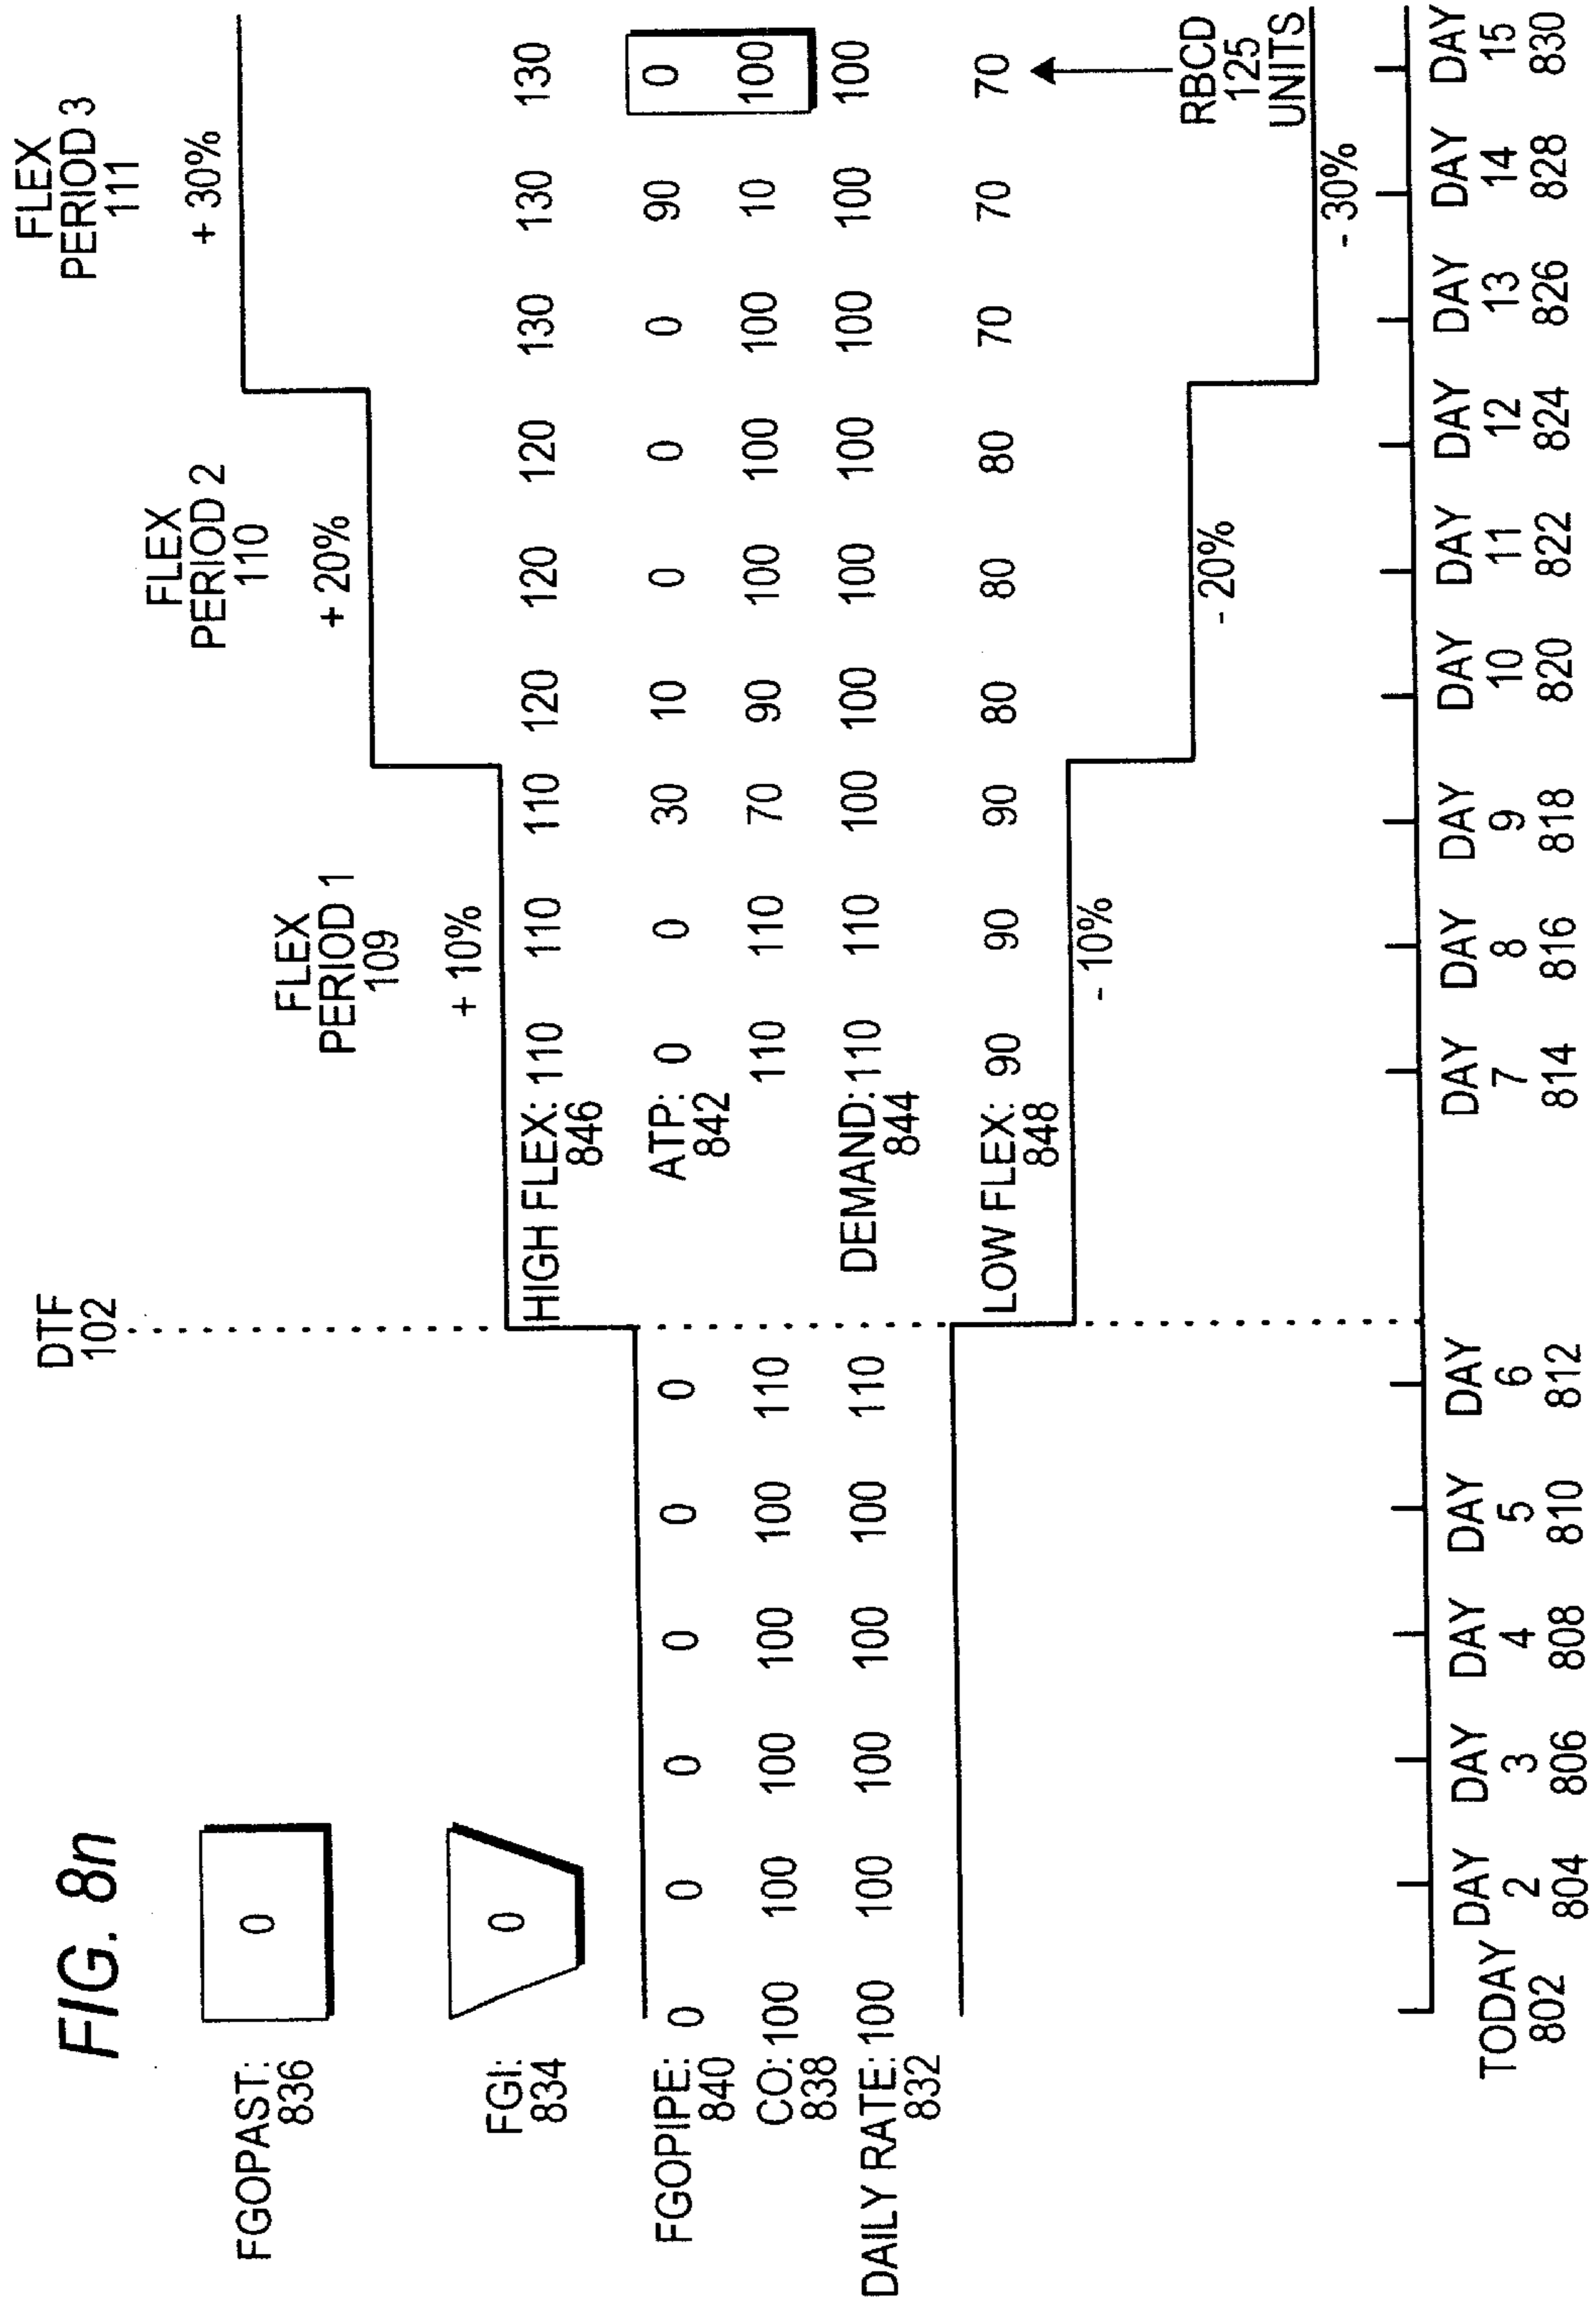 FIG. 8n
DTF
102
FLEX
PERIOD 1
109
FLEX
PERIOD 2
110
FLEX
PERIOD 3
111
+ 10%
+ 20%
+ 30%
FGOPAST:
836
0
FGI:
834
0
HIGH FLEX: 110 110 110 120 120 120 130 130 130
846
FGOPIPE: 0 0 0 0 0 0
840
ATP: 0 0 30 10 0 0 0 90 0
842
CO: 100 100 100 100 100 110 110 110 70 90 100 100 100 10 100
838
DAILY RATE: 100 100 100 100 100 110
832
DEMAND: 110 110 100 100 100 100 100 100 100
844
LOW FLEX: 90 90 90 80 80 80 70 70 70
848
- 10%
- 20%
- 30%
RBCD
125
UNITS
TODAY
802
DAY
2
804
DAY
3
806
DAY
4
808
DAY
5
810
DAY
6
812
DAY
7
814
DAY
8
816
DAY
9
818
DAY
10
820
DAY
11
822
DAY
12
824
DAY
13
826
DAY
14
828
DAY
15
830